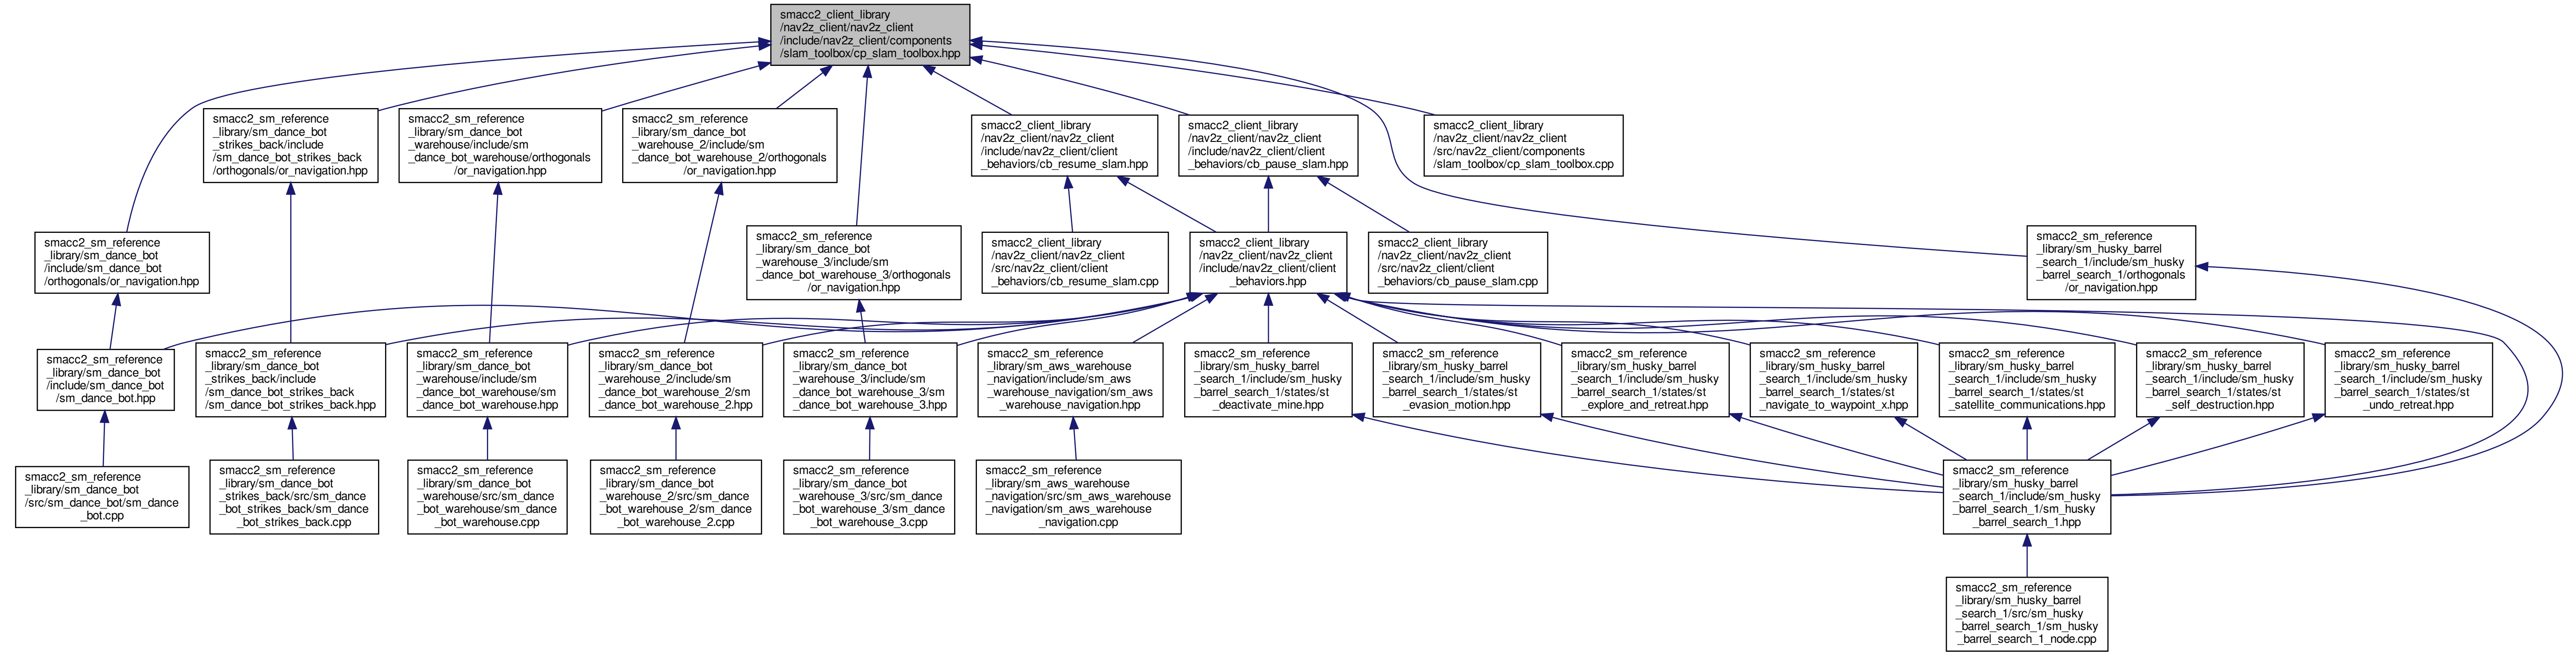 smacc2_client_library
/nav2z_client/nav2z_client
/include/nav2z_client/components
/slam_toolbox/cp_slam_toolbox.hpp
smacc2_sm_reference
_library/sm_dance_bot
_strikes_back/include
/sm_dance_bot_strikes_back
/orthogonals/or_navigation.hpp
smacc2_sm_reference
_library/sm_dance_bot
_warehouse/include/sm
_dance_bot_warehouse/orthogonals
/or_navigation.hpp
smacc2_sm_reference
_library/sm_dance_bot
_warehouse_2/include/sm
_dance_bot_warehouse_2/orthogonals
/or_navigation.hpp
smacc2_client_library
/nav2z_client/nav2z_client
/include/nav2z_client/client
_behaviors/cb_resume_slam.hpp
smacc2_client_library
/nav2z_client/nav2z_client
/include/nav2z_client/client
_behaviors/cb_pause_slam.hpp
smacc2_client_library
/nav2z_client/nav2z_client
/src/nav2z_client/components
/slam_toolbox/cp_slam_toolbox.cpp
smacc2_sm_reference
_library/sm_dance_bot
/include/sm_dance_bot
/orthogonals/or_navigation.hpp
smacc2_sm_reference
_library/sm_dance_bot
_warehouse_3/include/sm
_dance_bot_warehouse_3/orthogonals
/or_navigation.hpp
smacc2_client_library
/nav2z_client/nav2z_client
/src/nav2z_client/client
_behaviors/cb_resume_slam.cpp
smacc2_client_library
/nav2z_client/nav2z_client
/include/nav2z_client/client
_behaviors.hpp
smacc2_client_library
/nav2z_client/nav2z_client
/src/nav2z_client/client
_behaviors/cb_pause_slam.cpp
smacc2_sm_reference
_library/sm_husky_barrel
_search_1/include/sm_husky
_barrel_search_1/orthogonals
/or_navigation.hpp
smacc2_sm_reference
_library/sm_dance_bot
/include/sm_dance_bot
/sm_dance_bot.hpp
smacc2_sm_reference
_library/sm_dance_bot
_strikes_back/include
/sm_dance_bot_strikes_back
/sm_dance_bot_strikes_back.hpp
smacc2_sm_reference
_library/sm_dance_bot
_warehouse/include/sm
_dance_bot_warehouse/sm
_dance_bot_warehouse.hpp
smacc2_sm_reference
_library/sm_dance_bot
_warehouse_2/include/sm
_dance_bot_warehouse_2/sm
_dance_bot_warehouse_2.hpp
smacc2_sm_reference
_library/sm_dance_bot
_warehouse_3/include/sm
_dance_bot_warehouse_3/sm
_dance_bot_warehouse_3.hpp
smacc2_sm_reference
_library/sm_aws_warehouse
_navigation/include/sm_aws
_warehouse_navigation/sm_aws
_warehouse_navigation.hpp
smacc2_sm_reference
_library/sm_husky_barrel
_search_1/include/sm_husky
_barrel_search_1/states/st
_deactivate_mine.hpp
smacc2_sm_reference
_library/sm_husky_barrel
_search_1/include/sm_husky
_barrel_search_1/states/st
_evasion_motion.hpp
smacc2_sm_reference
_library/sm_husky_barrel
_search_1/include/sm_husky
_barrel_search_1/states/st
_explore_and_retreat.hpp
smacc2_sm_reference
_library/sm_husky_barrel
_search_1/include/sm_husky
_barrel_search_1/states/st
_navigate_to_waypoint_x.hpp
smacc2_sm_reference
_library/sm_husky_barrel
_search_1/include/sm_husky
_barrel_search_1/states/st
_satellite_communications.hpp
smacc2_sm_reference
_library/sm_husky_barrel
_search_1/include/sm_husky
_barrel_search_1/states/st
_self_destruction.hpp
smacc2_sm_reference
_library/sm_husky_barrel
_search_1/include/sm_husky
_barrel_search_1/states/st
_undo_retreat.hpp
smacc2_sm_reference
_library/sm_dance_bot
/src/sm_dance_bot/sm_dance
_bot.cpp
smacc2_sm_reference
_library/sm_dance_bot
_strikes_back/src/sm_dance
_bot_strikes_back/sm_dance
_bot_strikes_back.cpp
smacc2_sm_reference
_library/sm_dance_bot
_warehouse/src/sm_dance
_bot_warehouse/sm_dance
_bot_warehouse.cpp
smacc2_sm_reference
_library/sm_dance_bot
_warehouse_2/src/sm_dance
_bot_warehouse_2/sm_dance
_bot_warehouse_2.cpp
smacc2_sm_reference
_library/sm_dance_bot
_warehouse_3/src/sm_dance
_bot_warehouse_3/sm_dance
_bot_warehouse_3.cpp
smacc2_sm_reference
_library/sm_aws_warehouse
_navigation/src/sm_aws_warehouse
_navigation/sm_aws_warehouse
_navigation.cpp
smacc2_sm_reference
_library/sm_husky_barrel
_search_1/include/sm_husky
_barrel_search_1/sm_husky
_barrel_search_1.hpp
smacc2_sm_reference
_library/sm_husky_barrel
_search_1/src/sm_husky
_barrel_search_1/sm_husky
_barrel_search_1_node.cpp